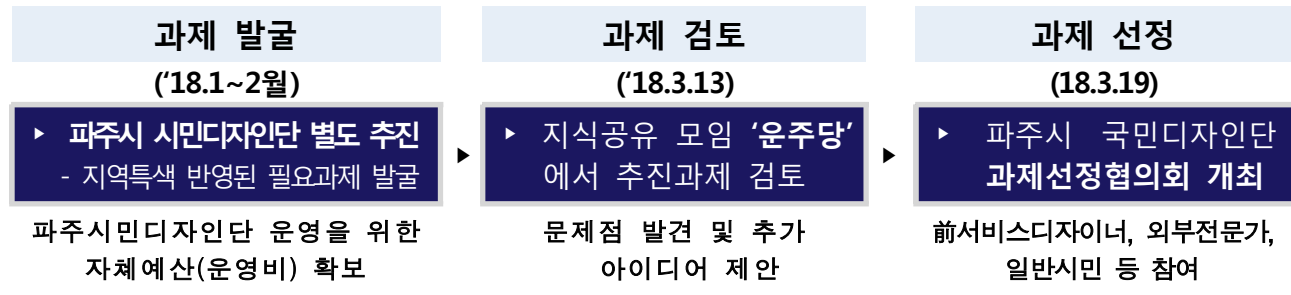 과제 발굴
('18.1~2월)
▸ 파주시 시민디자인단 별도 추진
- 지역특색 반영된 필요과제 발굴
파주시민디자인단 운영을 위한
자체예산(운영비) 확보
▸
과제 검토
('18.3.13)
▸ 지식공유 모임 '운주당'
에서 추진과제 검토
문제점 발견 및 추가
아이디어 제안
▸
과제 선정
(18.3.19)
▸ 파주시 국민디자인단
과제선정협의회 개최
前서비스디자이너, 외부전문가,
일반시민 등 참여